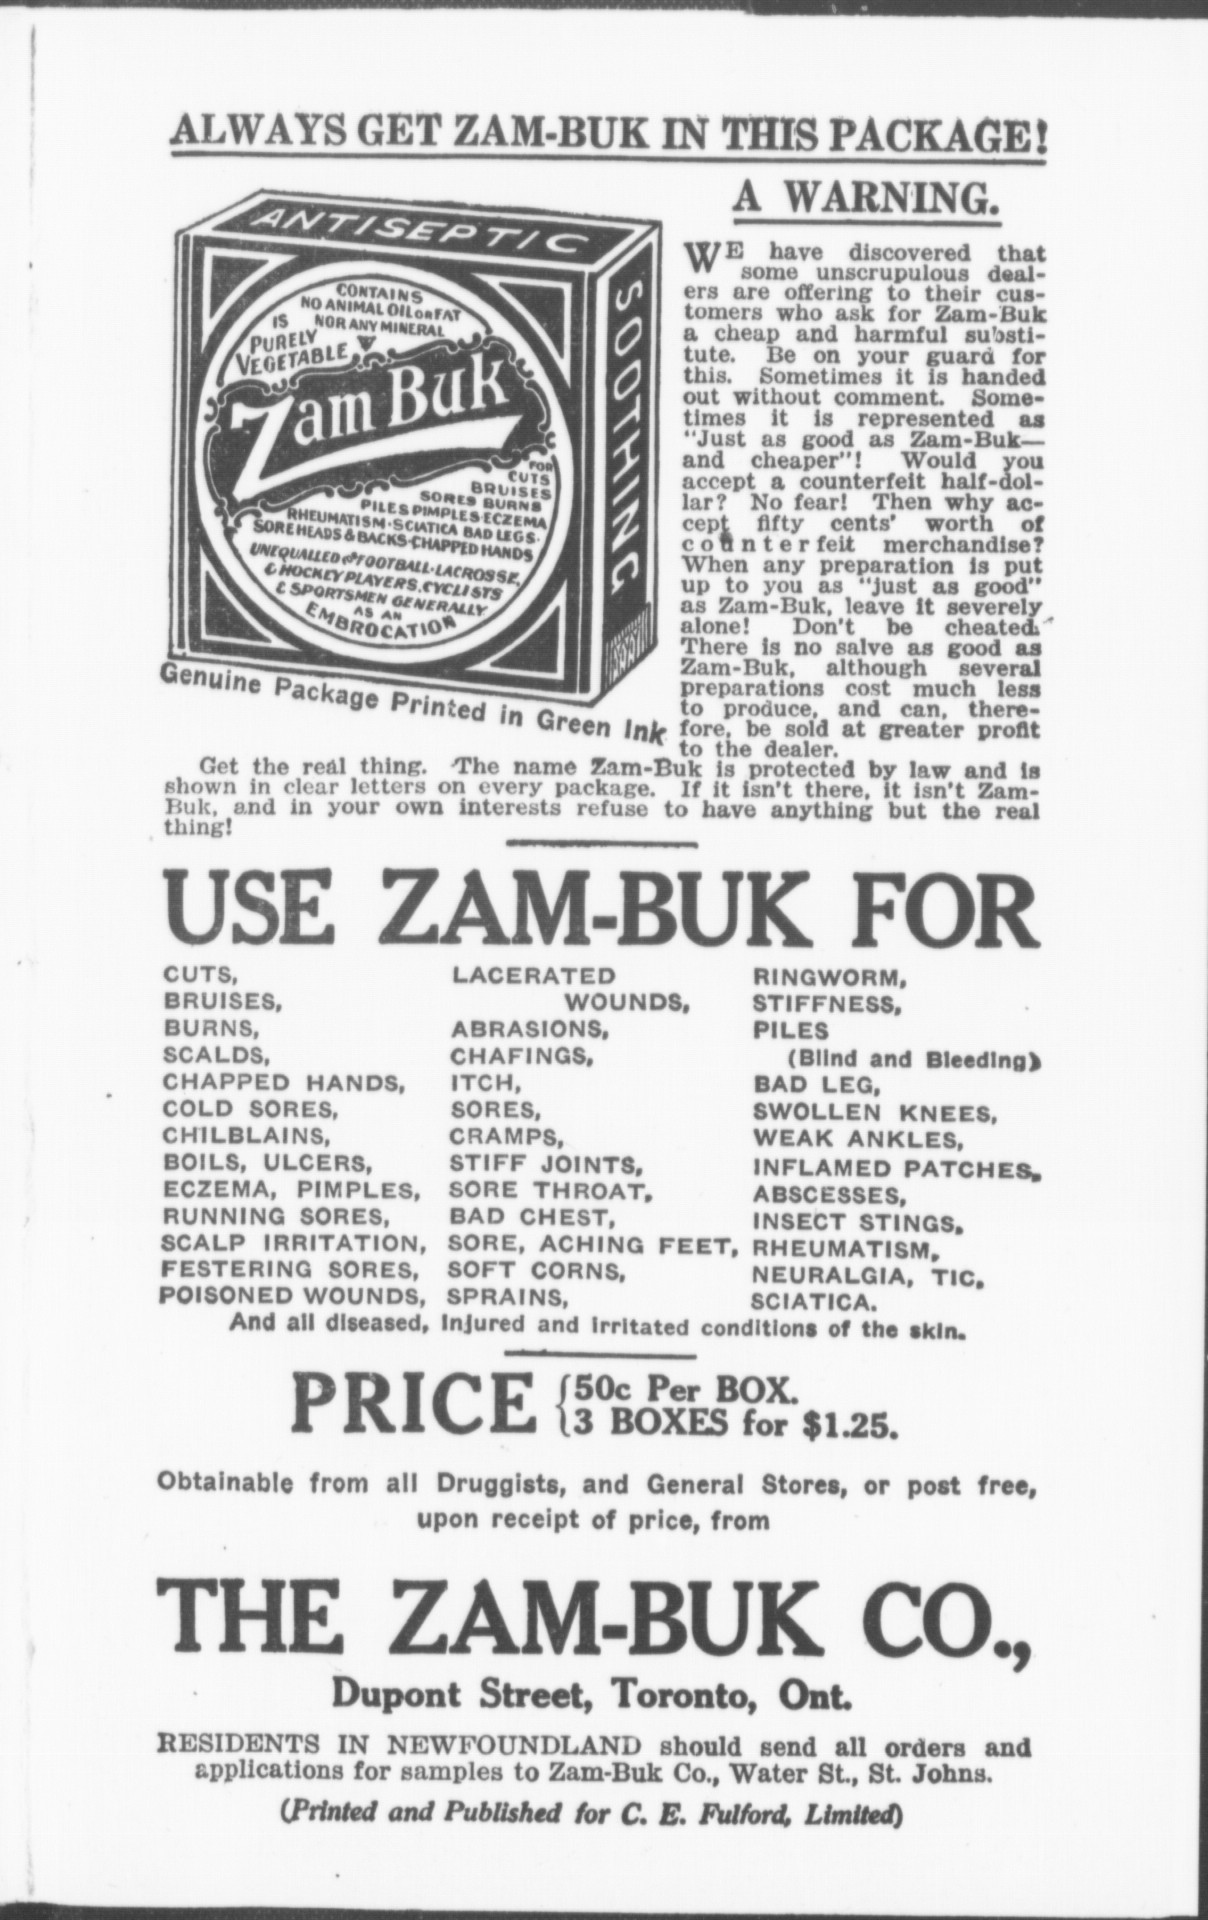 ALWAYS GET ZAM-BUK IN THIS PACKAGE!
ANTISEPTIC
SOOTHING
CONTAINS
NO ANIMAL OIL OR FAT
NOR ANY MINERAL
IS
PURELY
VEGETABLE
Zam Buk
FOR
CUTS
BRUISES
SORES BURNS
PILES PIMPLES·ECZEMA
RHEUMATISM·SCIATICA BAD LEGS·
SORE HEADS & BACKS·CHAPPED HANDS
UNEQUALLED FOR FOOTBALL·LACROSSE,
& HOCKEY PLAYERS, CYCLISTS
& SPORTSMEN GENERALLY
AS AN
EMBROCATION
Genuine Package Printed in Green Ink
A WARNING.
WE have discovered that
some unscrupulous deal-
ers are offering to their cus-
tomers who ask for Zam-Buk
a cheap and harmful substi-
tute. Be on your guard for
this. Sometimes it is handed
out without comment. Some-
times it is represented as
"Just as good as Zam-Buk—
and cheaper"! Would you
accept a counterfeit half-dol-
lar? No fear! Then why ac-
cept fifty cents' worth of
counterfeit merchandise?
When any preparation is put
up to you as "just as good"
as Zam-Buk, leave it severely
alone! Don't be cheated.
There is no salve as good as
Zam-Buk, although several
preparations cost much less
to produce, and can, there-
fore, be sold at greater profit
to the dealer.
Get the real thing. The name Zam-Buk is protected by law and is
shown in clear letters on every package. If it isn't there, it isn't Zam-
Buk, and in your own interests refuse to have anything but the real
thing!
USE ZAM-BUK FOR
CUTS,
BRUISES,
BURNS,
SCALDS,
CHAPPED HANDS,
COLD SORES,
CHILBLAINS,
BOILS, ULCERS,
ECZEMA, PIMPLES,
RUNNING SORES,
SCALP IRRITATION,
FESTERING SORES,
POISONED WOUNDS,
LACERATED
WOUNDS,
ABRASIONS,
CHAFINGS,
ITCH,
SORES,
CRAMPS,
STIFF JOINTS,
SORE THROAT,
BAD CHEST,
SORE, ACHING FEET,
SOFT CORNS,
SPRAINS,
RINGWORM,
STIFFNESS,
PILES
(Blind and Bleeding)
BAD LEG,
SWOLLEN KNEES,
WEAK ANKLES,
INFLAMED PATCHES,
ABSCESSES,
INSECT STINGS,
RHEUMATISM,
NEURALGIA, TIC,
SCIATICA.
And all diseased, injured and irritated conditions of the skin.
PRICE {50c Per BOX.
3 BOXES for $1.25.
Obtainable from all Druggists, and General Stores, or post free,
upon receipt of price, from
THE ZAM-BUK CO.,
Dupont Street, Toronto, Ont.
RESIDENTS IN NEWFOUNDLAND should send all orders and
applications for samples to Zam-Buk Co., Water St., St. Johns.
(Printed and Published for C. E. Fulford, Limited)